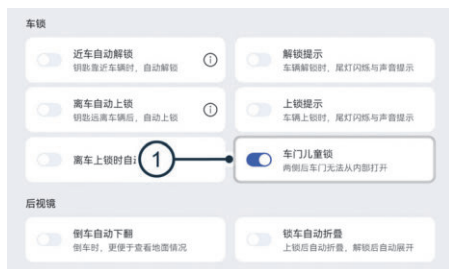 车锁
近车自动解锁
钥匙靠近车辆时，自动解锁
解锁提示
车辆解锁时，尾灯闪烁与声音提示
离车自动上锁
钥匙远离车辆后，自动上锁
上锁提示
车辆上锁时，尾灯闪烁与声音提示
离车上锁时自
1
车门儿童锁
两侧后车门无法从内部打开
后视镜
倒车自动下翻
倒车时，更便于查看地面情况
锁车自动折叠
上锁后自动折叠，解锁后自动展开